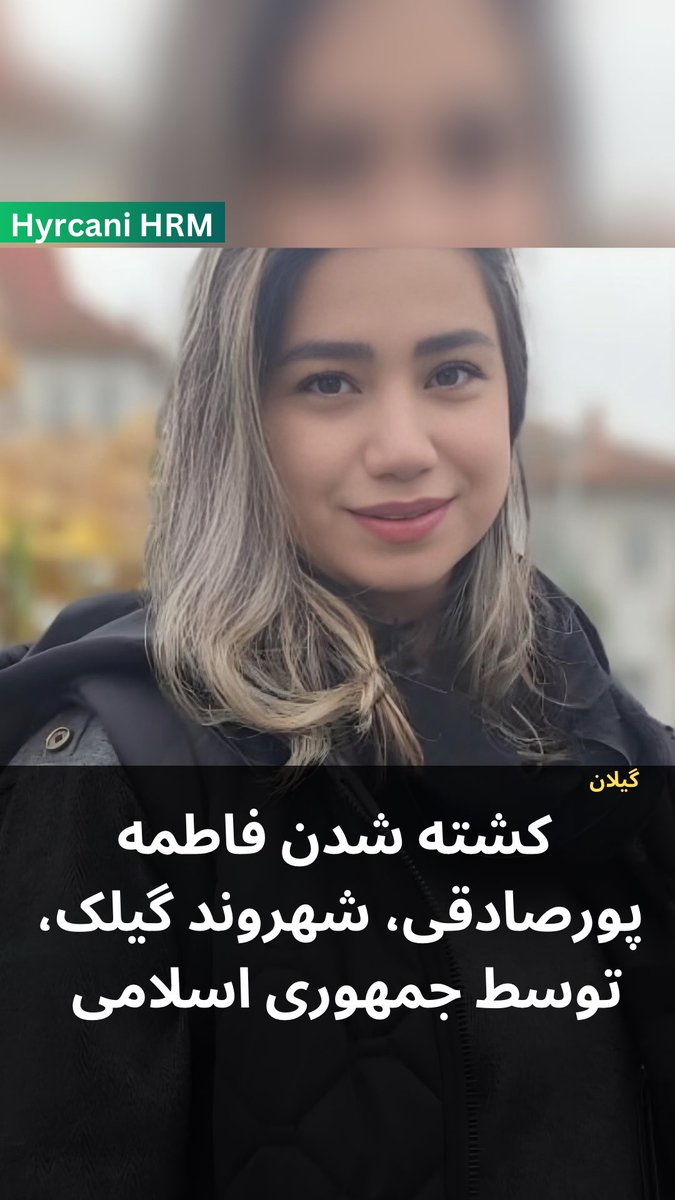 Hyrcani HRM
گیلان
کشته شدن فاطمه
پورصادقی، شهروند گیلک،
توسط جمهوری اسلامی